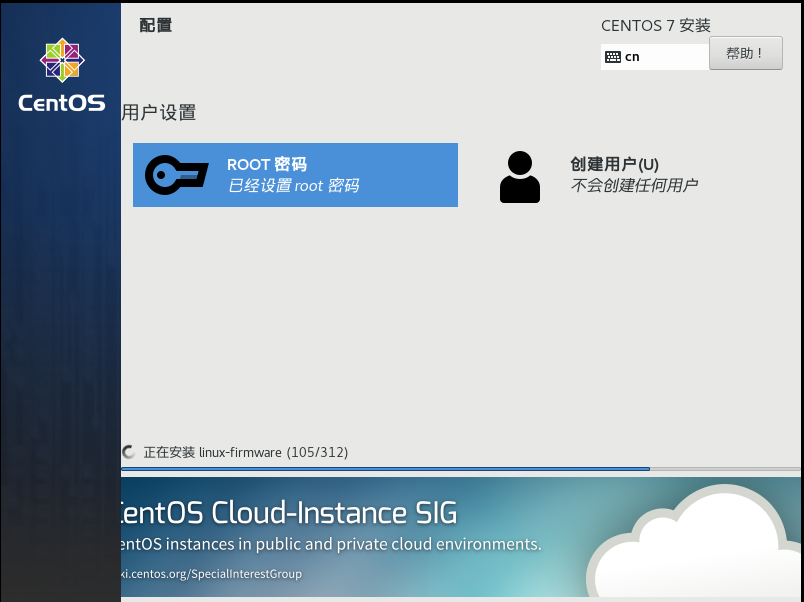 配置
CENTOS 7 安装
cn
帮助！
CentOS
用户设置
ROOT 密码
已经设置 root 密码
创建用户(U)
不会创建任何用户
正在安装 linux-firmware (105/312)
CentOS Cloud-Instance SIG
entOS instances in public and private cloud environments.
ki.centos.org/SpecialInterestGroup